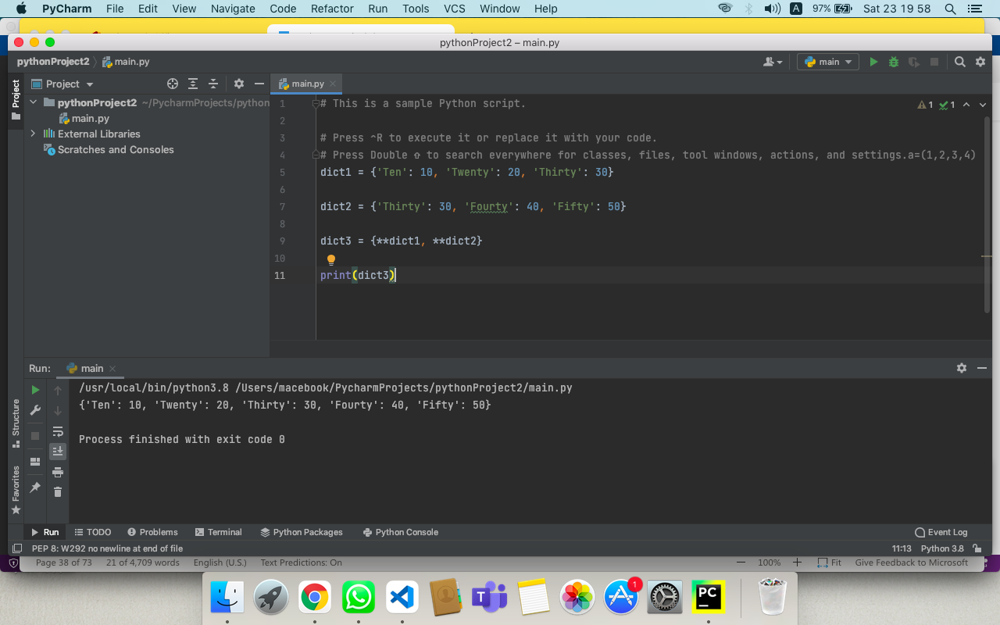 PyCharm File Edit View Navigate Code Refactor Run Tools VCS Window Help A 97% Sat 23 19 58
pythonProject2 – main.py
pythonProject2 main.py main
Project
Project main.py
pythonProject2 ~/PycharmProjects/python
main.py
External Libraries
Scratches and Consoles
1 # This is a sample Python script. 1 1
2
3 # Press ^R to execute it or replace it with your code.
4 # Press Double ⇧ to search everywhere for classes, files, tool windows, actions, and settings.a=(1,2,3,4)
5 dict1 = {'Ten': 10, 'Twenty': 20, 'Thirty': 30}
6
7 dict2 = {'Thirty': 30, 'Fourty': 40, 'Fifty': 50}
8
9 dict3 = {**dict1, **dict2}
10
11 print(dict3)
Run: main
/usr/local/bin/python3.8 /Users/macebook/PycharmProjects/pythonProject2/main.py
{'Ten': 10, 'Twenty': 20, 'Thirty': 30, 'Fourty': 40, 'Fifty': 50}
Process finished with exit code 0
Structure
Favorites
Run TODO Problems Terminal Python Packages Python Console Event Log
PEP 8: W292 no newline at end of file 11:13 Python 3.8
Page 38 of 73 21 of 4,709 words English (U.S.) Text Predictions: On 100% Fit Give Feedback to Microsoft
T 1 PC